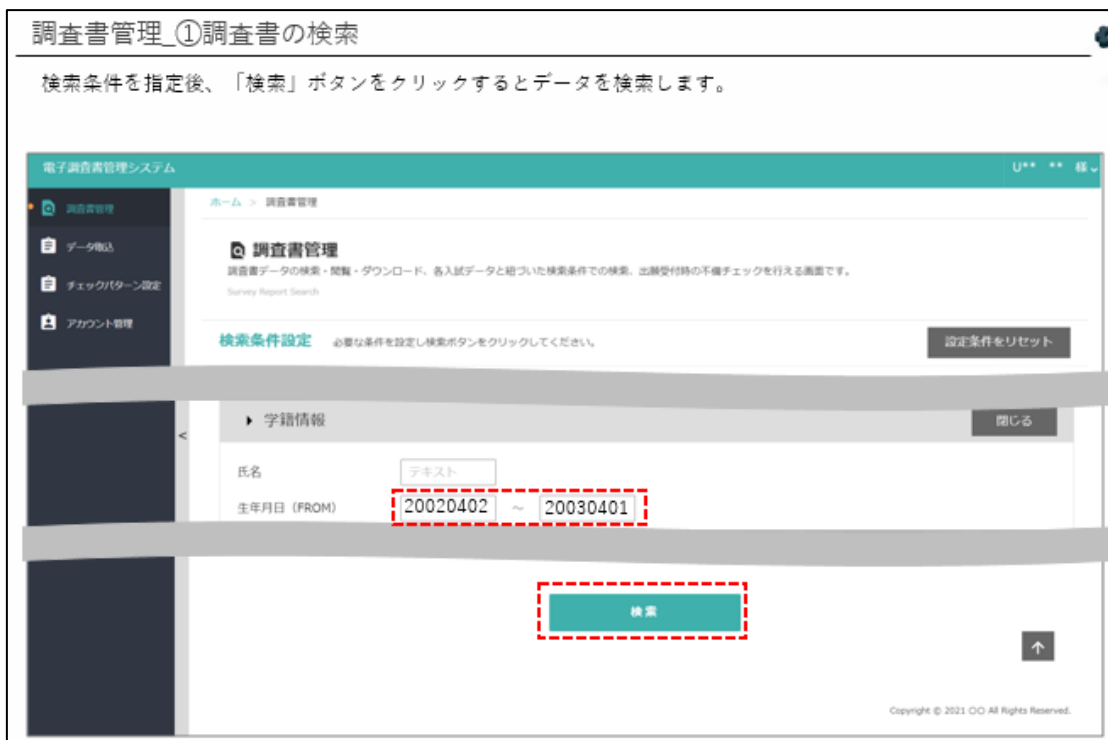 調査書管理_①調査書の検索
検索条件を指定後、「検索」ボタンをクリックするとデータを検索します。
電子調査書管理システム
U** ** 様
調査書管理
データ取込
チェックパターン設定
アカウント管理
ホーム > 調査書管理
調査書管理
調査書データの検索・閲覧・ダウンロード、各入試データと紐づいた検索条件での検索、出願受付時の不備チェックを行える画面です。
Survey Report Search
検索条件設定 必要な条件を設定し検索ボタンをクリックしてください。
設定条件をリセット
学籍情報
閉じる
<
氏名 テキスト
生年月日（FROM） 20020402 ～ 20030401
検索
Copyright © 2021 〇〇 All Rights Reserved.